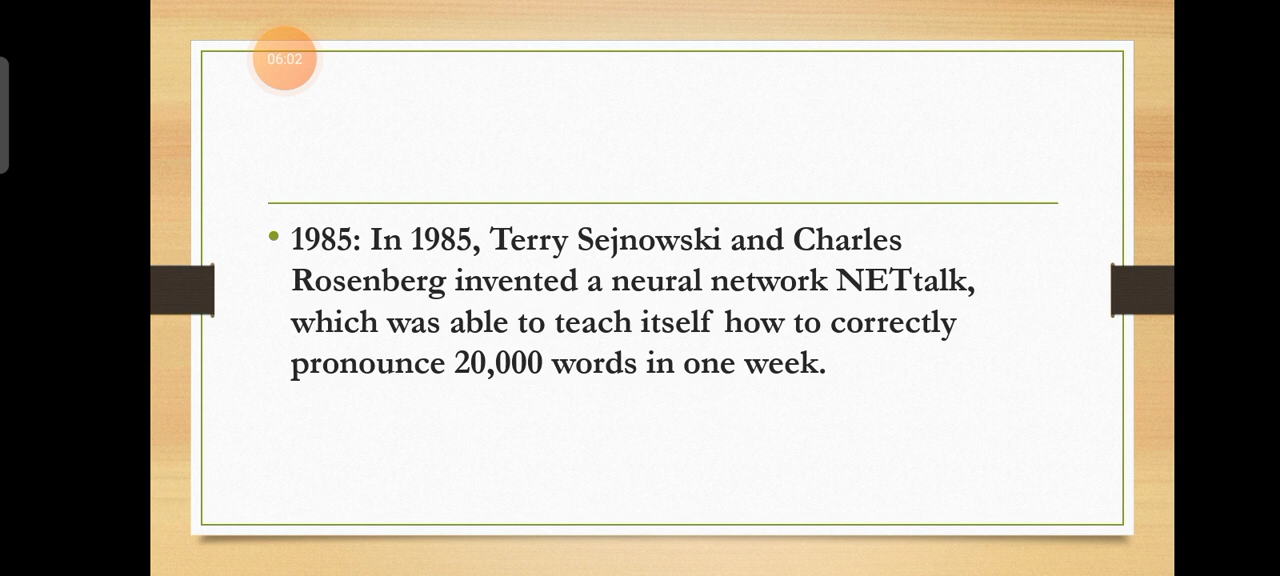 06:02
• 1985: In 1985, Terry Sejnowski and Charles
Rosenberg invented a neural network NETtalk,
which was able to teach itself how to correctly
pronounce 20,000 words in one week.